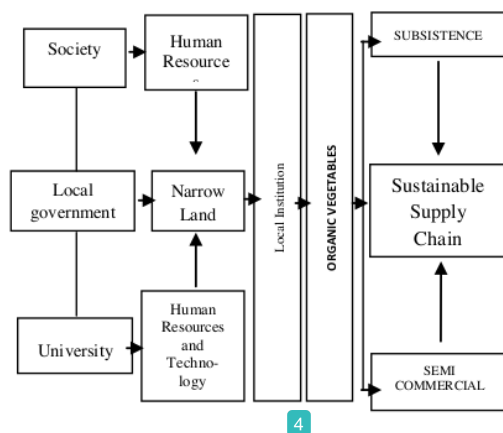 Society
Human
Resource
Local
government
Narrow
Land
University
Human
Resources
and
Techno-
logy
Local Institution
ORGANIC VEGETABLES
SUBSISTENCE
Sustainable
Supply
Chain
SEMI
COMMERCIAL
4